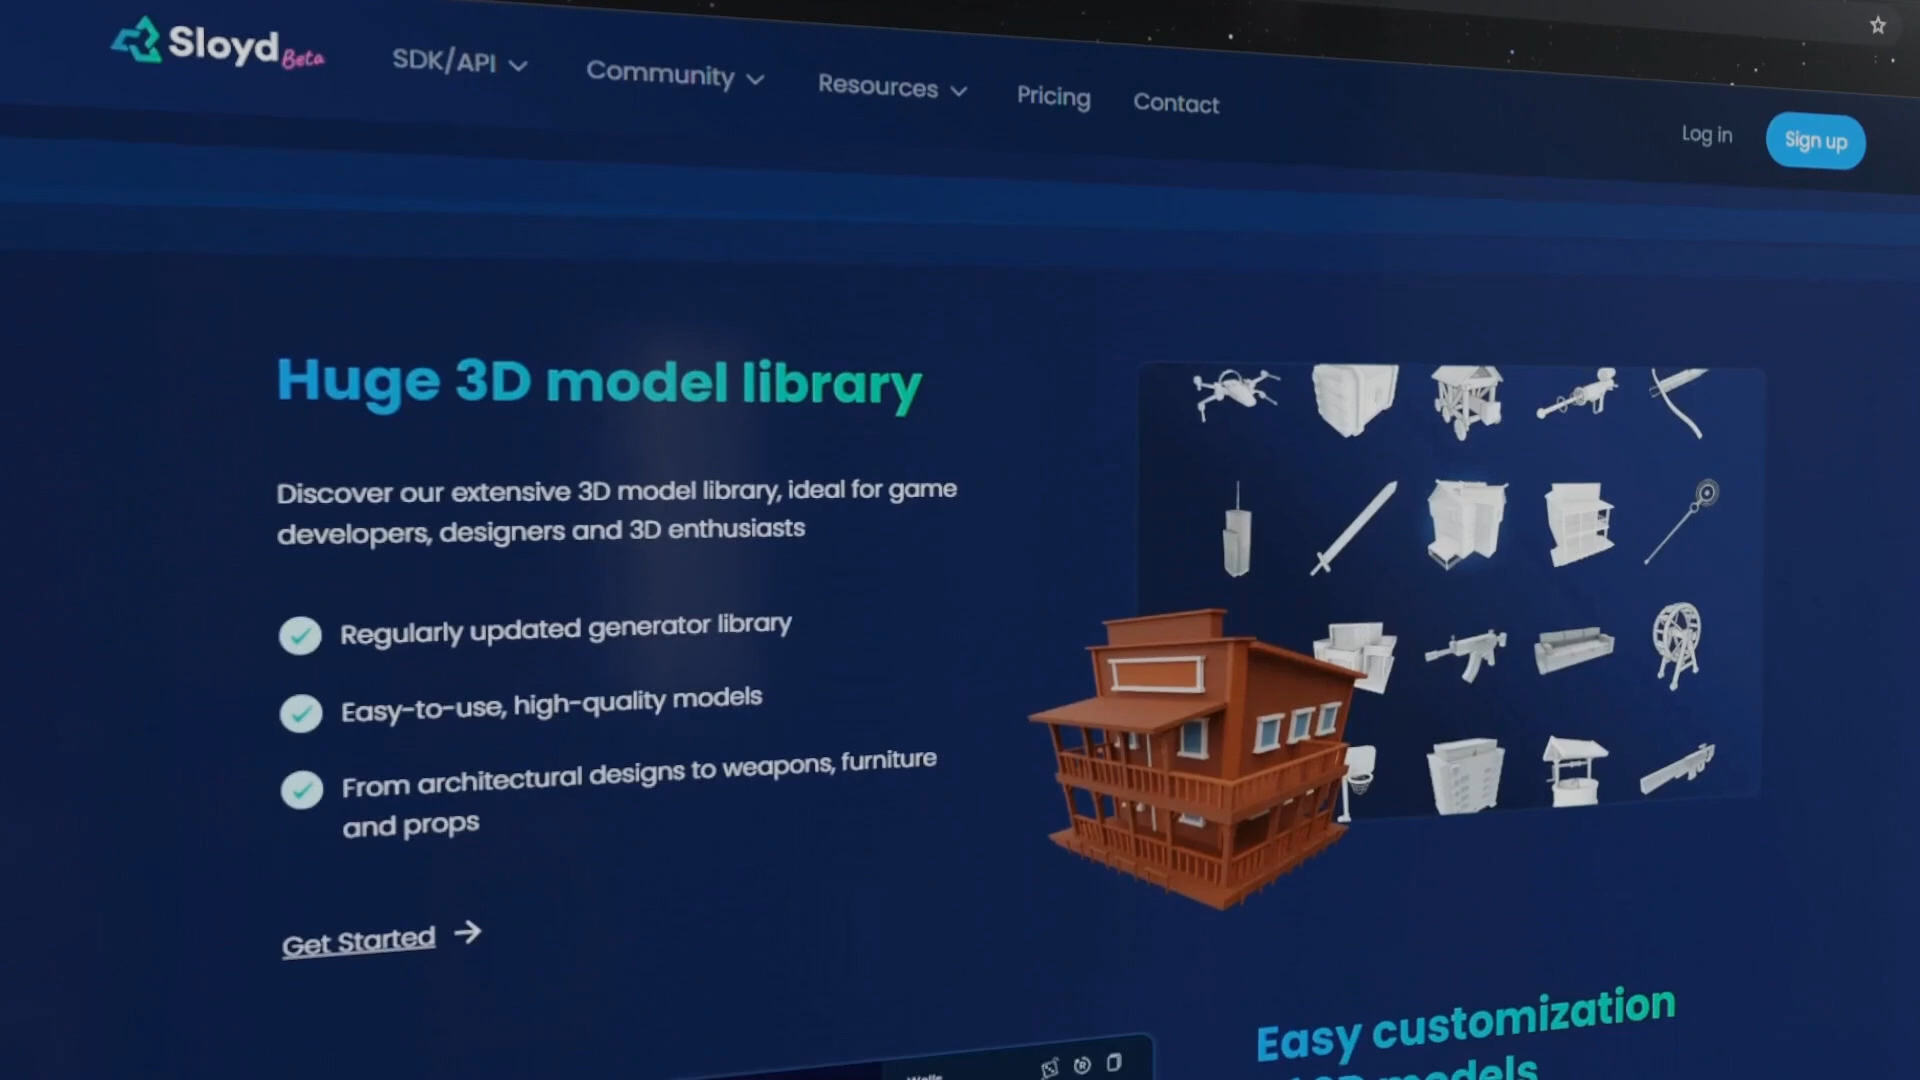 Sloyd Beta
SDK/API
Community
Resources
Pricing
Contact
Log in
Sign up
Huge 3D model library
Discover our extensive 3D model library, ideal for game
developers, designers and 3D enthusiasts
Regularly updated generator library
Easy-to-use, high-quality models
From architectural designs to weapons, furniture
and props
Get Started
Easy customization
models